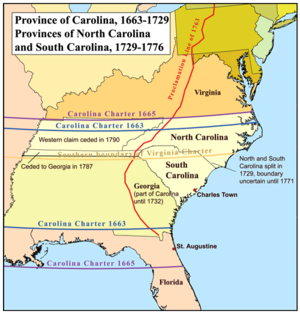 Province of Carolina, 1663-1729
Provinces of North Carolina
and South Carolina, 1729-1776
Proclamation Line of 1763
Virginia
Carolina Charter 1665
Carolina Charter 1663
North Carolina
Western claim ceded in 1790
Southern boundary of Virginia Charter
Ceded to Georgia in 1787
South
Carolina
North and South
Carolina split in
1729, boundary
uncertain until 1771
Georgia
(part of Carolina
until 1732)
Charles Town
Carolina Charter 1663
St. Augustine
Carolina Charter 1665
Florida